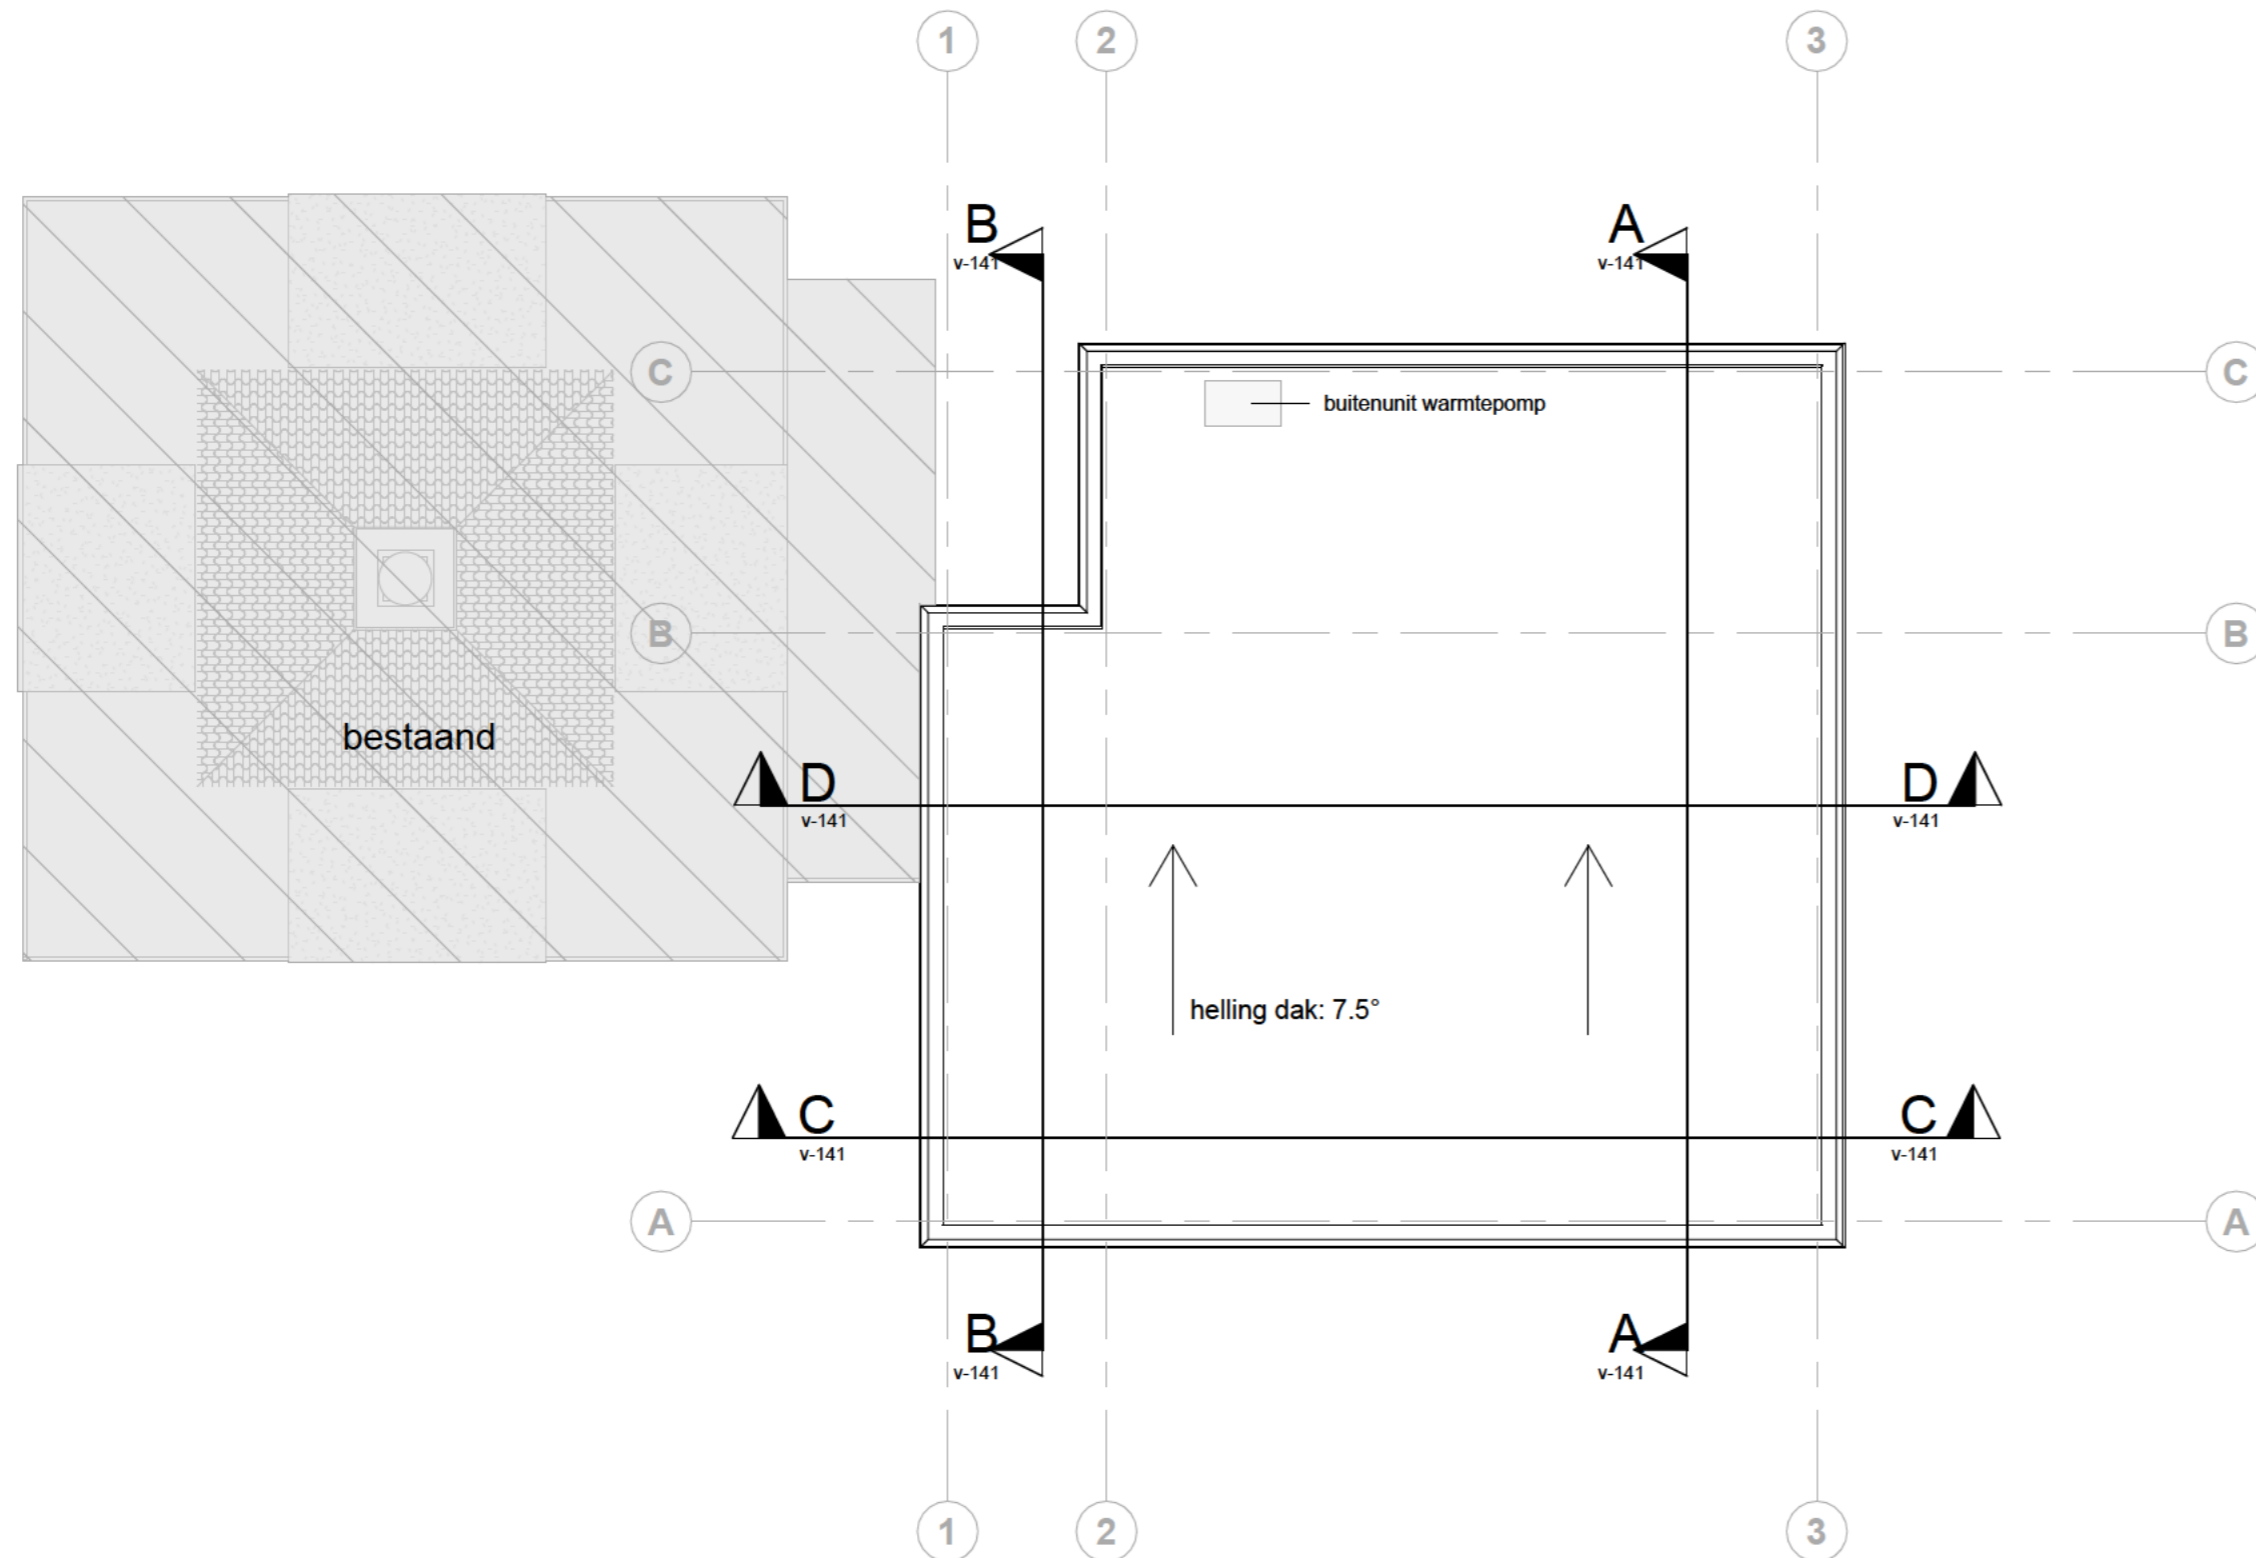 1 2 3
B A
v-141 v-141
C C
buitenunit warmtepomp
B B
bestaand
D D
v-141 v-141
helling dak: 7.5°
C C
v-141 v-141
A A
B A
v-141 v-141
1 2 3